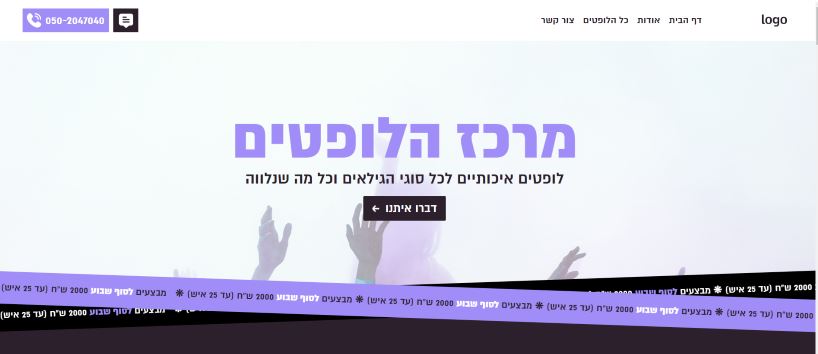 logo
דף הבית   אודות   כל הלופטים   צור קשר
050-2047040
מרכז הלופטים
לופטים איכותיים לכל סוגי הגילאים וכל מה שנלווה
דברו איתנו ←
מבצעים לסוף שבוע 2000 ש"ח (עד 25 איש) ❋ מבצעים לסוף שבוע 2000 ש"ח (עד 25 איש) ❋ מבצעים לסוף שבוע 2000 ש"ח (עד 25 איש) ❋ מבצעים לסוף שבוע 2000 ש"ח (עד 25 איש) ❋ מבצעים לסוף שבוע 2000 ש"ח (עד 25 איש)
2000 ש"ח (עד 25 איש) ❋ מבצעים לסוף שבוע
מבצעים לסוף שבוע 2000 ש"ח (עד 25 איש)